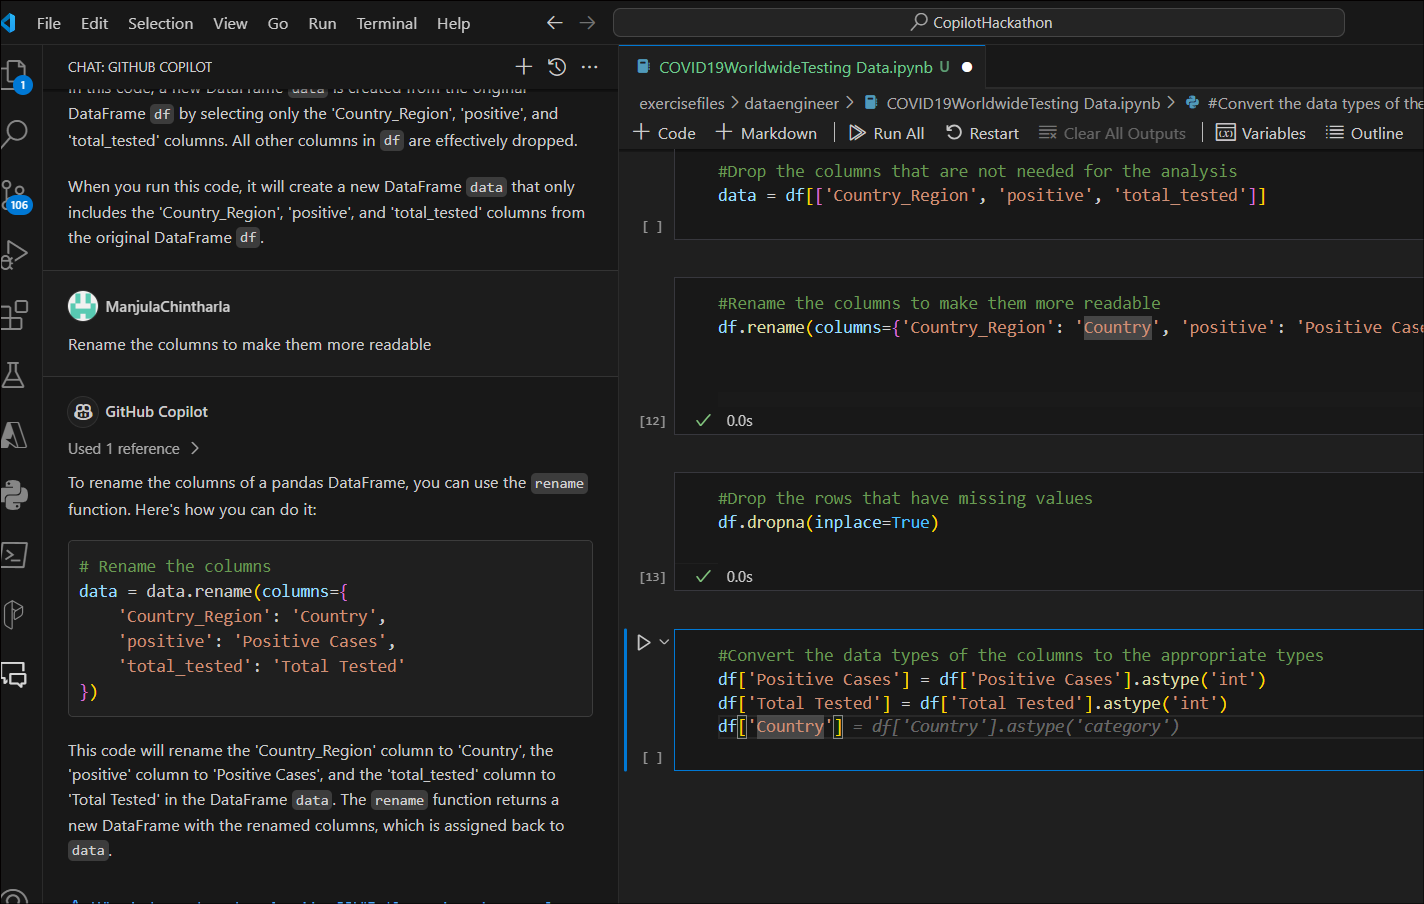 File Edit Selection View Go Run Terminal Help
CopilotHackathon
CHAT: GITHUB COPILOT
In this code, a new DataFrame data is created from the original
DataFrame df by selecting only the 'Country_Region', 'positive', and
'total_tested' columns. All other columns in df are effectively dropped.
When you run this code, it will create a new DataFrame data that only
includes the 'Country_Region', 'positive', and 'total_tested' columns from
the original DataFrame df.
ManjulaChintharla
Rename the columns to make them more readable
GitHub Copilot
Used 1 reference
To rename the columns of a pandas DataFrame, you can use the rename
function. Here's how you can do it:
# Rename the columns
data = data.rename(columns={
'Country_Region': 'Country',
'positive': 'Positive Cases',
'total_tested': 'Total Tested'
})
This code will rename the 'Country_Region' column to 'Country', the
'positive' column to 'Positive Cases', and the 'total_tested' column to
'Total Tested' in the DataFrame data. The rename function returns a
new DataFrame with the renamed columns, which is assigned back to
data.
1
106
COVID19WorldwideTesting Data.ipynb U
exercisefiles > dataengineer > COVID19WorldwideTesting Data.ipynb > #Convert the data types of the
+ Code + Markdown Run All Restart Clear All Outputs Variables Outline
#Drop the columns that are not needed for the analysis
data = df[['Country_Region', 'positive', 'total_tested']]
[ ]
#Rename the columns to make them more readable
df.rename(columns={'Country_Region': 'Country', 'positive': 'Positive Case
[12] 0.0s
#Drop the rows that have missing values
df.dropna(inplace=True)
[13] 0.0s
#Convert the data types of the columns to the appropriate types
df['Positive Cases'] = df['Positive Cases'].astype('int')
df['Total Tested'] = df['Total Tested'].astype('int')
df['Country'] = df['Country'].astype('category')
[ ]